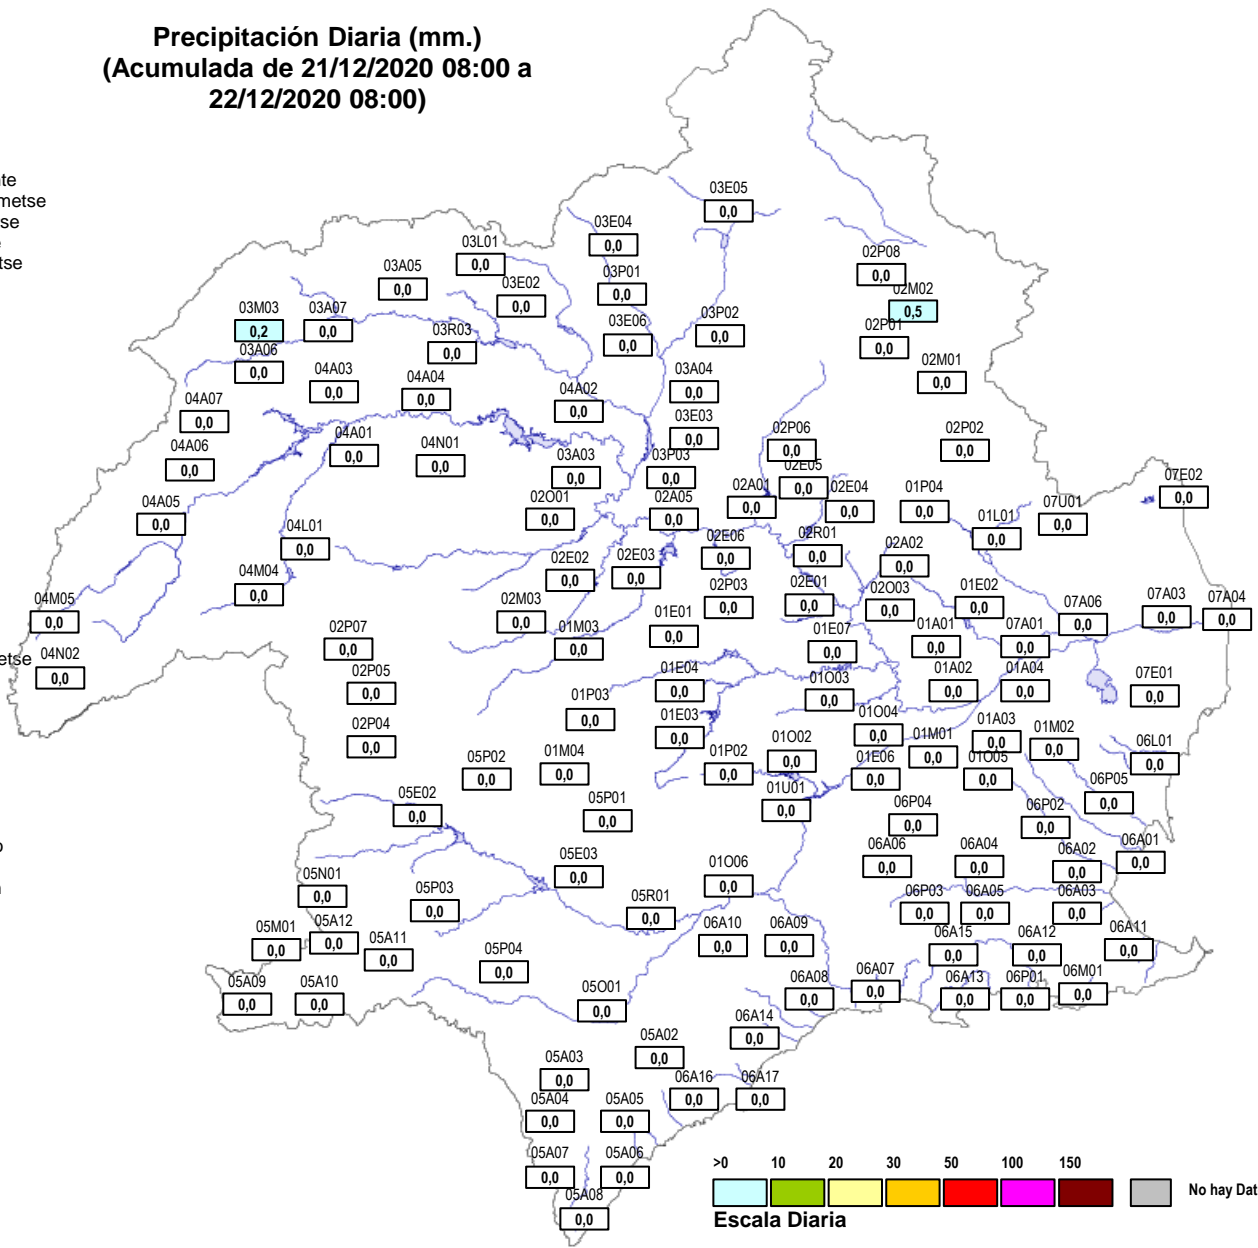 Precipitación Diaria (mm.)
(Acumulada de 21/12/2020 08:00 a
22/12/2020 08:00)
te
metse
se
tse
etse
03E05
0,0
03E04
0,0
03L01
0,0
02P08
0,0
03A05
0,0
03P01
0,0
03E02
0,0
02M02
0,5
03M03
0,2
03A07
0,0
03P02
0,0
03E06
0,0
03R03
0,0
02P01
0,0
03A06
0,0
02M01
0,0
04A03
0,0
04A04
0,0
03A04
0,0
04A02
0,0
04A07
0,0
03E03
0,0
02P06
0,0
02P02
0,0
04A01
0,0
04N01
0,0
04A06
0,0
03A03
0,0
03P03
0,0
02E05
0,0
07E02
0,0
02A01
0,0
02E04
0,0
01P04
0,0
04A05
0,0
02O01
0,0
02A05
0,0
07U01
0,0
01L01
0,0
04L01
0,0
02E06
0,0
02R01
0,0
02A02
0,0
02E02
0,0
02E03
0,0
04M04
0,0
02P03
0,0
02E01
0,0
02O03
0,0
01E02
0,0
04M05
0,0
02M03
0,0
07A06
0,0
07A03
0,0
07A04
0,0
01E01
0,0
01M03
0,0
02P07
0,0
01E07
0,0
01A01
0,0
07A01
0,0
04N02
0,0
02P05
0,0
01E04
0,0
01O03
0,0
01A02
0,0
01A04
0,0
07E01
0,0
01P03
0,0
01E03
0,0
02P04
0,0
01O04
0,0
01A03
0,0
01M02
0,0
01M01
0,0
01O02
0,0
06L01
0,0
05P02
0,0
01M04
0,0
01P02
0,0
01E06
0,0
01O05
0,0
05E02
0,0
05P01
0,0
01U01
0,0
06P05
0,0
06P04
0,0
06P02
0,0
05E03
0,0
01O06
0,0
06A06
0,0
06A04
0,0
06A02
0,0
06A01
0,0
05N01
0,0
05P03
0,0
05R01
0,0
06P03
0,0
06A05
0,0
06A03
0,0
05M01
0,0
05A12
0,0
05A11
0,0
06A10
0,0
06A09
0,0
06A15
0,0
06A12
0,0
06A11
0,0
05P04
0,0
05A09
0,0
05A10
0,0
05O01
0,0
06A08
0,0
06A07
0,0
06A13
0,0
06P01
0,0
06M01
0,0
06A14
0,0
05A02
0,0
05A03
0,0
06A16
0,0
06A17
0,0
05A04
0,0
05A05
0,0
05A07
0,0
05A06
0,0
05A08
0,0
>0 10 20 30 50 100 150
No hay Dat
Escala Diaria